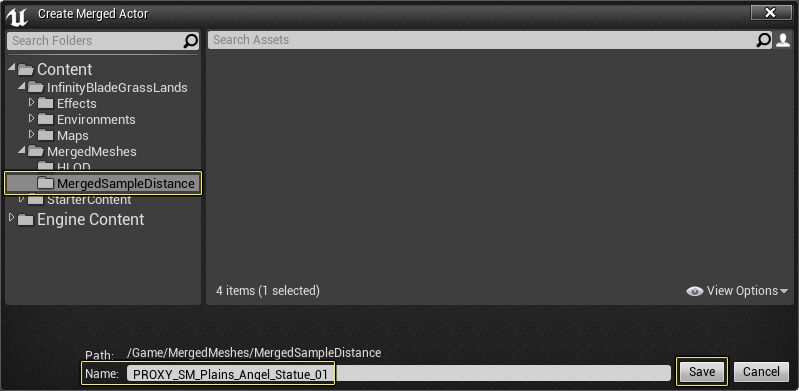 Create Merged Actor
Search Folders
Search Assets
Content
InfinityBladeGrassLands
Effects
Environments
Maps
MergedMeshes
HLOD
MergedSampleDistance
StarterContent
Engine Content
4 items (1 selected)
View Options
Path: /Game/MergedMeshes/MergedSampleDistance
Name: PROXY_SM_Plains_Angel_Statue_01
Save
Cancel